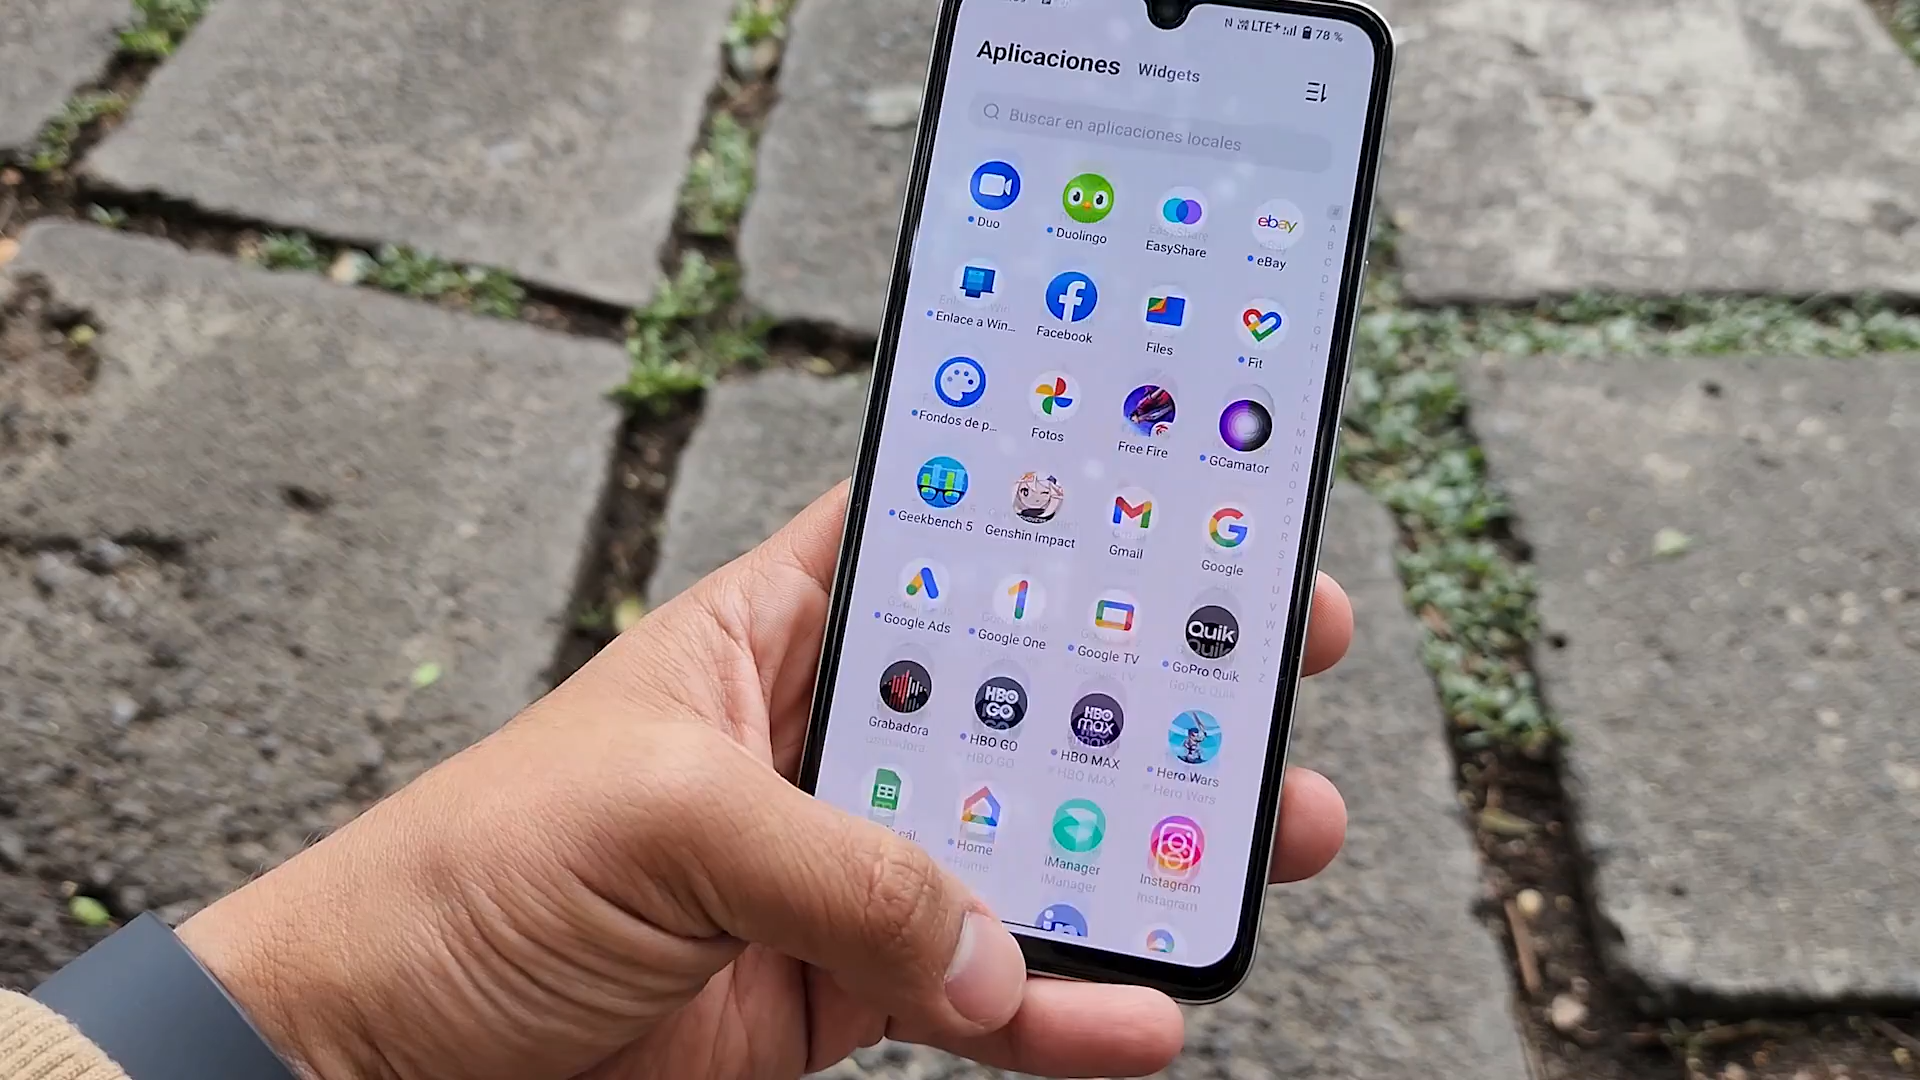 N LTE+ 78 %
Aplicaciones Widgets
Buscar en aplicaciones locales
ebay
Duo Duolingo EasyShare eBay
Enlace a Win... Facebook Files Fit
Fondos de p... Fotos Free Fire GCamator
Geekbench 5 Genshin Impact Gmail Google
Quik
Google Ads Google One Google TV GoPro Quik
HBO GO
HBO max
Grabadora HBO GO HBO MAX Hero Wars
cál... Home iManager Instagram
in
#
A
B
C
D
E
F
G
H
I
J
K
L
M
N
Ñ
O
P
Q
R
S
T
U
V
W
X
Y
Z